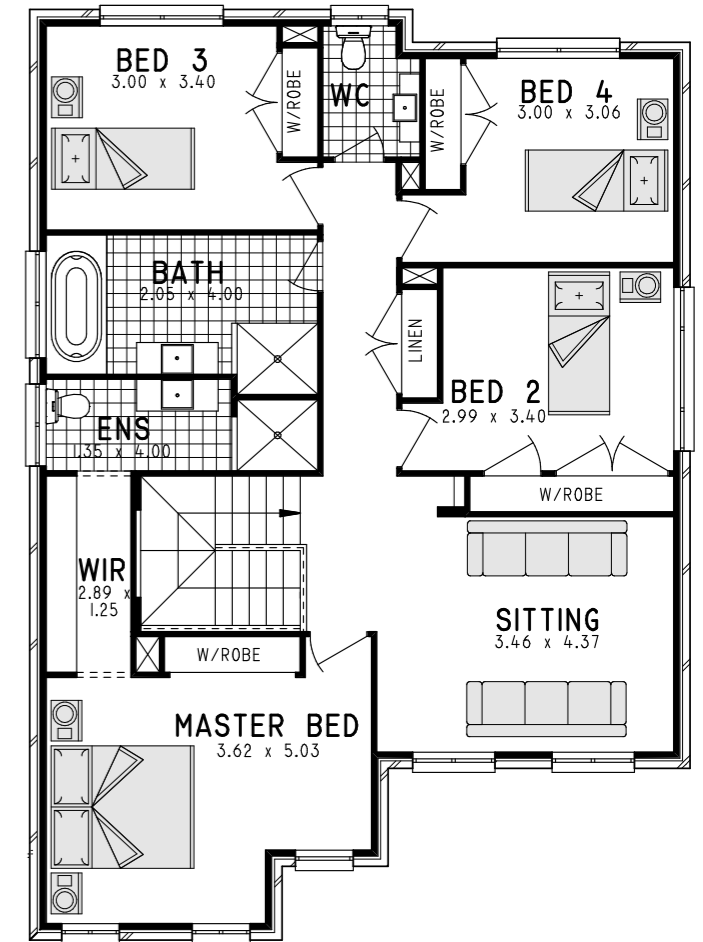 BED 3
3.00 x 3.40
W/ROBE
WC
W/ROBE
BED 4
3.00 x 3.06
BATH
2.05 x 4.00
LINEN
BED 2
2.99 x 3.40
ENS
1.35 x 4.00
W/ROBE
WIR
2.89 x
1.25
SITTING
3.46 x 4.37
W/ROBE
MASTER BED
3.62 x 5.03